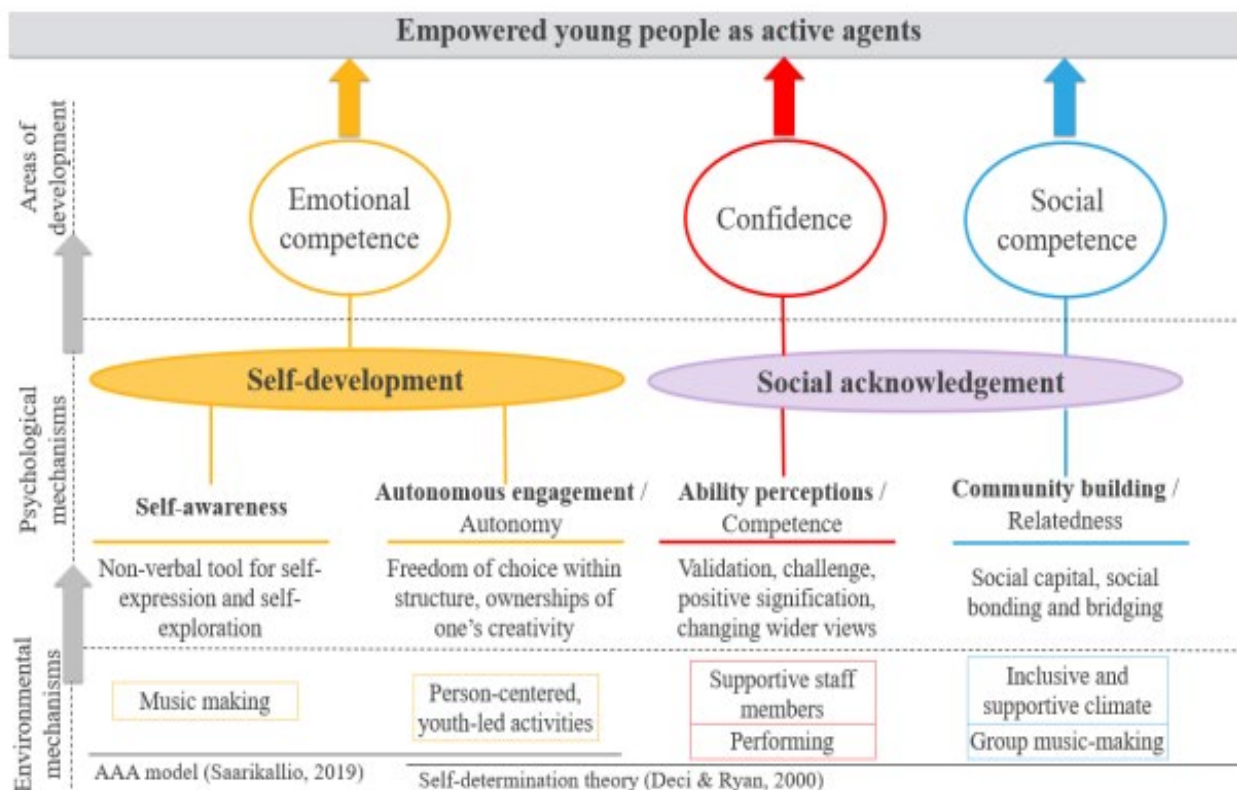 Empowered young people as active agents
Areas of
development
Emotional
competence
Confidence
Social
competence
Psychological
mechanisms
Self-development
Social acknowledgement
Self-awareness
Autonomous engagement /
Autonomy
Ability perceptions /
Competence
Community building /
Relatedness
Non-verbal tool for self-
expression and self-
exploration
Freedom of choice within
structure, ownerships of
one's creativity
Validation, challenge,
positive signification,
changing wider views
Social capital, social
bonding and bridging
Environmental
mechanisms
Music making
Person-centered,
youth-led activities
Supportive staff
members
Performing
Inclusive and
supportive climate
Group music-making
AAA model (Saarikallio, 2019)
Self-determination theory (Deci & Ryan, 2000)